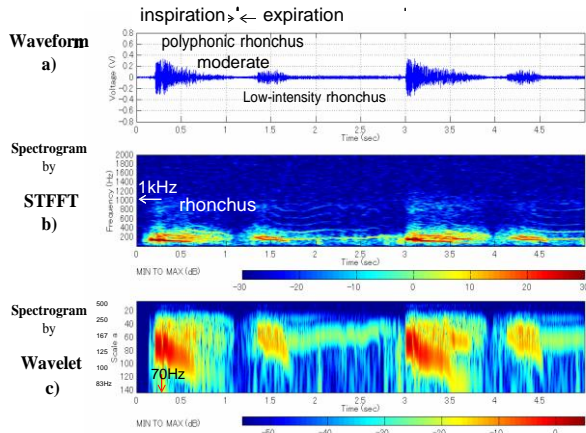 inspiration > ← expiration
Waveform
a)
Voltage (V)
0.8
0.6
0.4
0.2
0
-0.2
-0.4
-0.6
-0.8
polyphonic rhonchus
moderate
Low-intensity rhonchus
0 0.5 1 1.5 2 2.5 3 3.5 4 4.5
Time (sec)
Spectrogram
by
STFFT
b)
Frequency (Hz)
2000
1800
1600
1400
1200
1000
800
600
400
200
1kHz
← rhonchus
0 0.5 1 1.5 2 2.5 3 3.5 4 4.5
Time (sec)
MIN TO MAX (dB)
-30 -20 -10 0 10 20 30
Spectrogram
by
Wavelet
c)
500
250
167
125
100
83Hz
Scale a
20
40
60
80
100
120
140
70Hz
0 0.5 1 1.5 2 2.5 3 3.5 4 4.5
Time (sec)
MIN TO MAX (dB)
-50 -40 -30 -20 -10 0